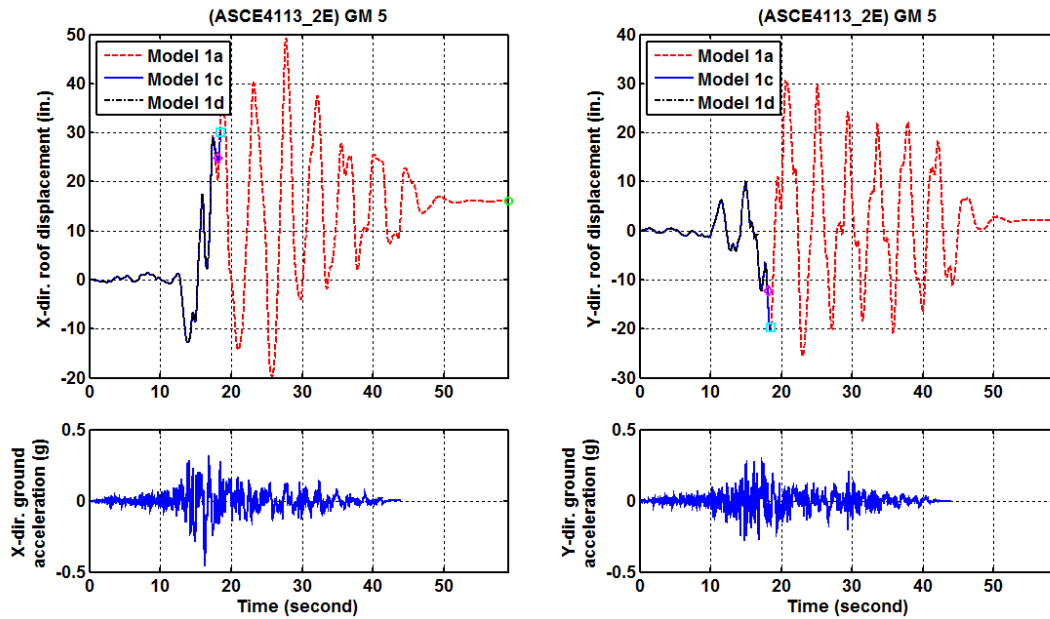 (ASCE4113_2E) GM 5
50
40
30
20
10
0
-10
-20
0 10 20 30 40 50
X-dir. roof displacement (in.)
Model 1a
Model 1c
Model 1d
(ASCE4113_2E) GM 5
40
30
20
10
0
-10
-20
-30
0 10 20 30 40 50
Y-dir. roof displacement (in.)
Model 1a
Model 1c
Model 1d
0.5
0
-0.5
0 10 20 30 40 50
X-dir. ground
acceleration (g)
Time (second)
0.5
0
-0.5
0 10 20 30 40 50
Y-dir. ground
acceleration (g)
Time (second)